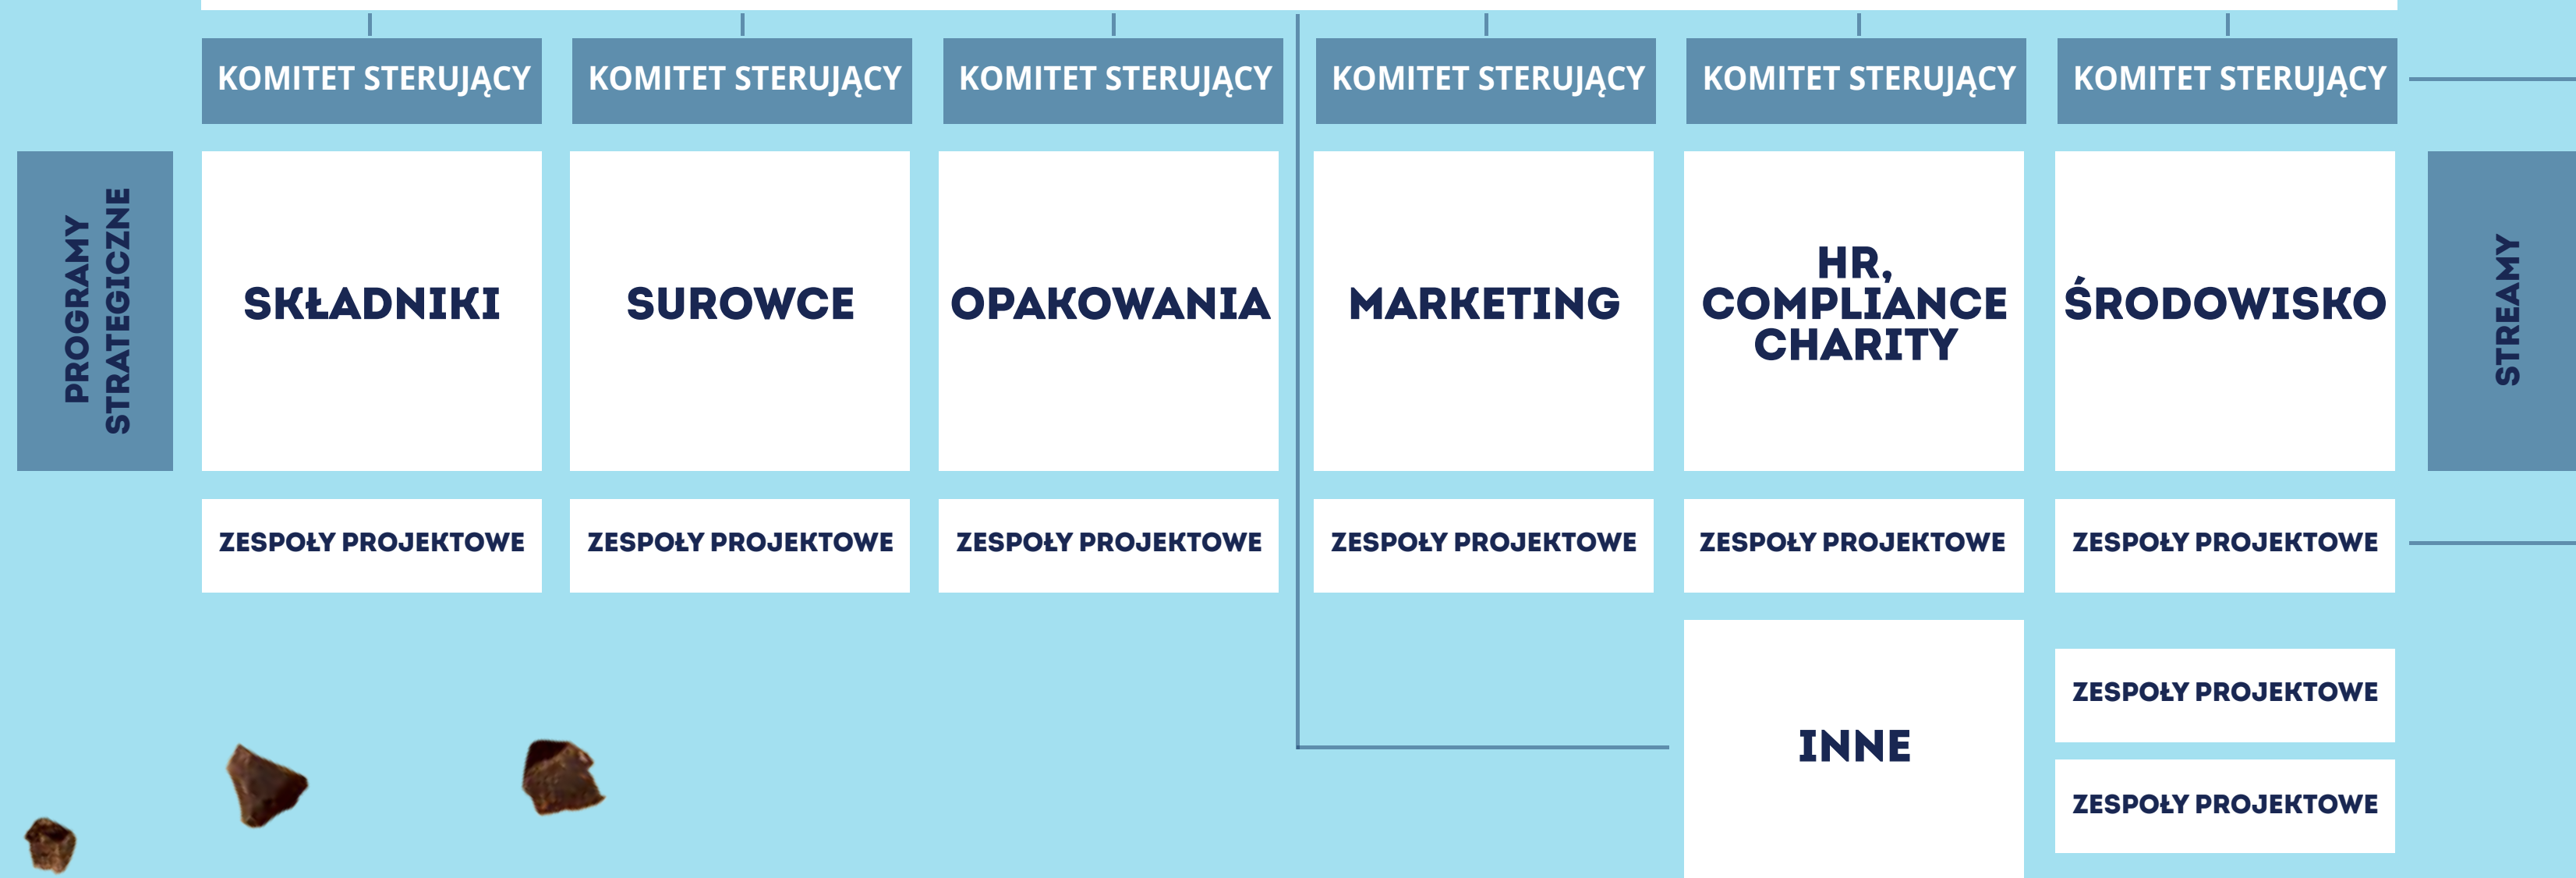 KOMITET STERUJĄCY
KOMITET STERUJĄCY
KOMITET STERUJĄCY
KOMITET STERUJĄCY
KOMITET STERUJĄCY
KOMITET STERUJĄCY
PROGRAMY
STRATEGICZNE
SKŁADNIKI
SUROWCE
OPAKOWANIA
MARKETING
HR,
COMPLIANCE
CHARITY
ŚRODOWISKO
STREAMY
ZESPOŁY PROJEKTOWE
ZESPOŁY PROJEKTOWE
ZESPOŁY PROJEKTOWE
ZESPOŁY PROJEKTOWE
ZESPOŁY PROJEKTOWE
ZESPOŁY PROJEKTOWE
INNE
ZESPOŁY PROJEKTOWE
ZESPOŁY PROJEKTOWE